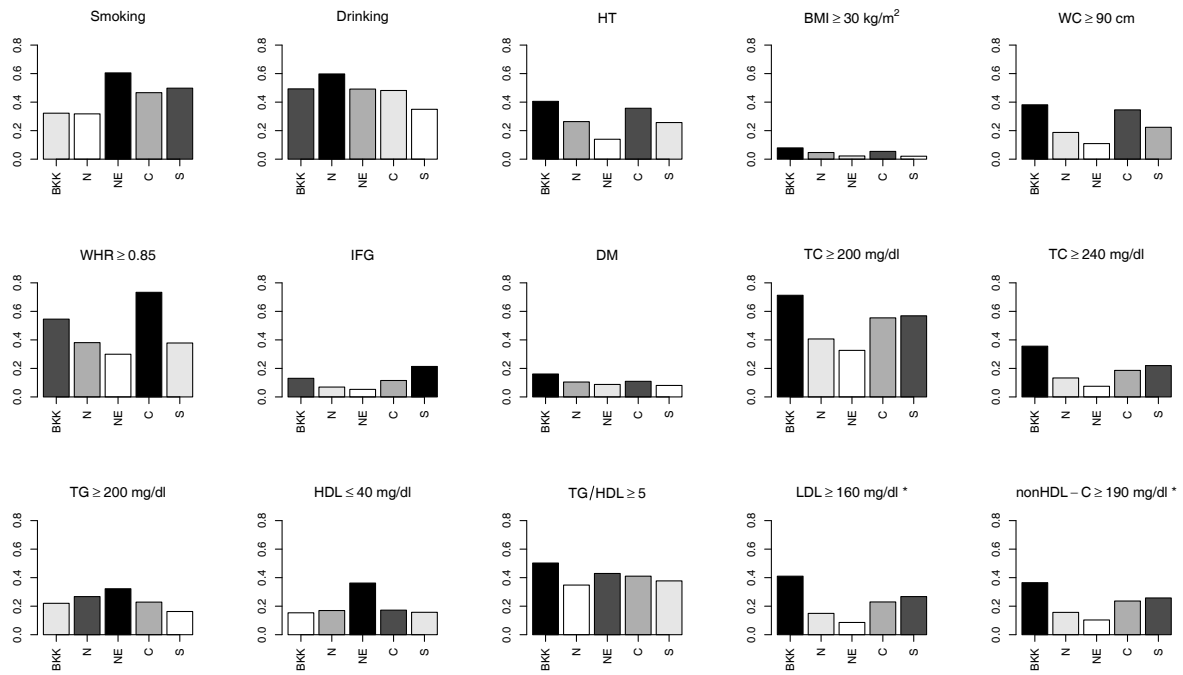 Smoking
0.0 0.2 0.4 0.6 0.8
BKK N NE C S
Drinking
0.0 0.2 0.4 0.6 0.8
BKK N NE C S
HT
0.0 0.2 0.4 0.6 0.8
BKK N NE C S
BMI ≥ 30 kg/m²
0.0 0.2 0.4 0.6 0.8
BKK N NE C S
WC ≥ 90 cm
0.0 0.2 0.4 0.6 0.8
BKK N NE C S
WHR ≥ 0.85
0.0 0.2 0.4 0.6 0.8
BKK N NE C S
IFG
0.0 0.2 0.4 0.6 0.8
BKK N NE C S
DM
0.0 0.2 0.4 0.6 0.8
BKK N NE C S
TC ≥ 200 mg/dl
0.0 0.2 0.4 0.6 0.8
BKK N NE C S
TC ≥ 240 mg/dl
0.0 0.2 0.4 0.6 0.8
BKK N NE C S
TG ≥ 200 mg/dl
0.0 0.2 0.4 0.6 0.8
BKK N NE C S
HDL ≤ 40 mg/dl
0.0 0.2 0.4 0.6 0.8
BKK N NE C S
TG/HDL ≥ 5
0.0 0.2 0.4 0.6 0.8
BKK N NE C S
LDL ≥ 160 mg/dl *
0.0 0.2 0.4 0.6 0.8
BKK N NE C S
nonHDL − C ≥ 190 mg/dl *
0.0 0.2 0.4 0.6 0.8
BKK N NE C S